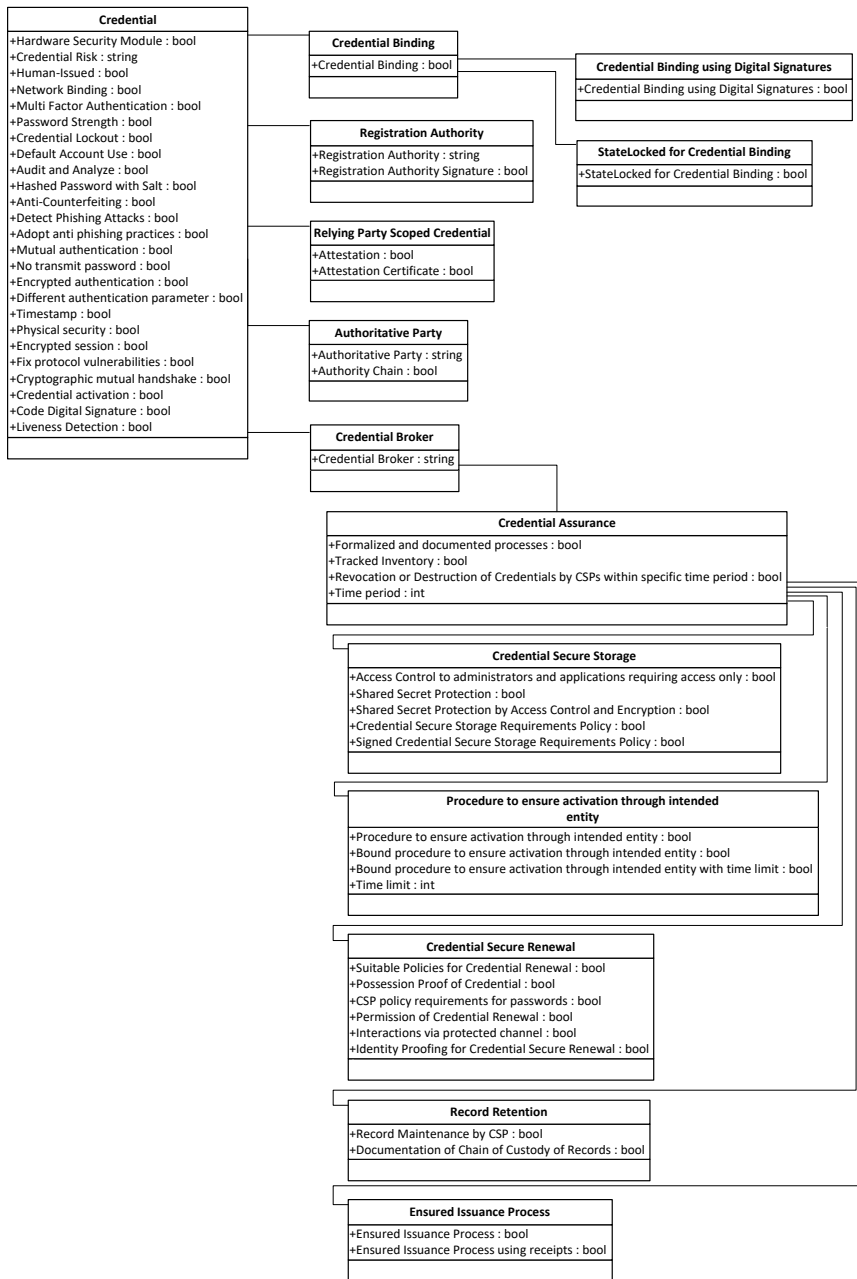 Credential
+Hardware Security Module : bool
+Credential Risk : string
+Human-Issued : bool
+Network Binding : bool
+Multi Factor Authentication : bool
+Password Strength : bool
+Credential Lockout : bool
+Default Account Use : bool
+Audit and Analyze : bool
+Hashed Password with Salt : bool
+Anti-Counterfeiting : bool
+Detect Phishing Attacks : bool
+Adopt anti phishing practices : bool
+Mutual authentication : bool
+No transmit password : bool
+Encrypted authentication : bool
+Different authentication parameter : bool
+Timestamp : bool
+Physical security : bool
+Encrypted session : bool
+Fix protocol vulnerabilities : bool
+Cryptographic mutual handshake : bool
+Credential activation : bool
+Code Digital Signature : bool
+Liveness Detection : bool
Credential Binding
+Credential Binding : bool
Credential Binding using Digital Signatures
+Credential Binding using Digital Signatures : bool
StateLocked for Credential Binding
+StateLocked for Credential Binding : bool
Registration Authority
+Registration Authority : string
+Registration Authority Signature : bool
Relying Party Scoped Credential
+Attestation : bool
+Attestation Certificate : bool
Authoritative Party
+Authoritative Party : string
+Authority Chain : bool
Credential Broker
+Credential Broker : string
Credential Assurance
+Formalized and documented processes : bool
+Tracked Inventory : bool
+Revocation or Destruction of Credentials by CSPs within specific time period : bool
+Time period : int
Credential Secure Storage
+Access Control to administrators and applications requiring access only : bool
+Shared Secret Protection : bool
+Shared Secret Protection by Access Control and Encryption : bool
+Credential Secure Storage Requirements Policy : bool
+Signed Credential Secure Storage Requirements Policy : bool
Procedure to ensure activation through intended
entity
+Procedure to ensure activation through intended entity : bool
+Bound procedure to ensure activation through intended entity : bool
+Bound procedure to ensure activation through intended entity with time limit : bool
+Time limit : int
Credential Secure Renewal
+Suitable Policies for Credential Renewal : bool
+Possession Proof of Credential : bool
+CSP policy requirements for passwords : bool
+Permission of Credential Renewal : bool
+Interactions via protected channel : bool
+Identity Proofing for Credential Secure Renewal : bool
Record Retention
+Record Maintenance by CSP : bool
+Documentation of Chain of Custody of Records : bool
Ensured Issuance Process
+Ensured Issuance Process : bool
+Ensured Issuance Process using receipts : bool